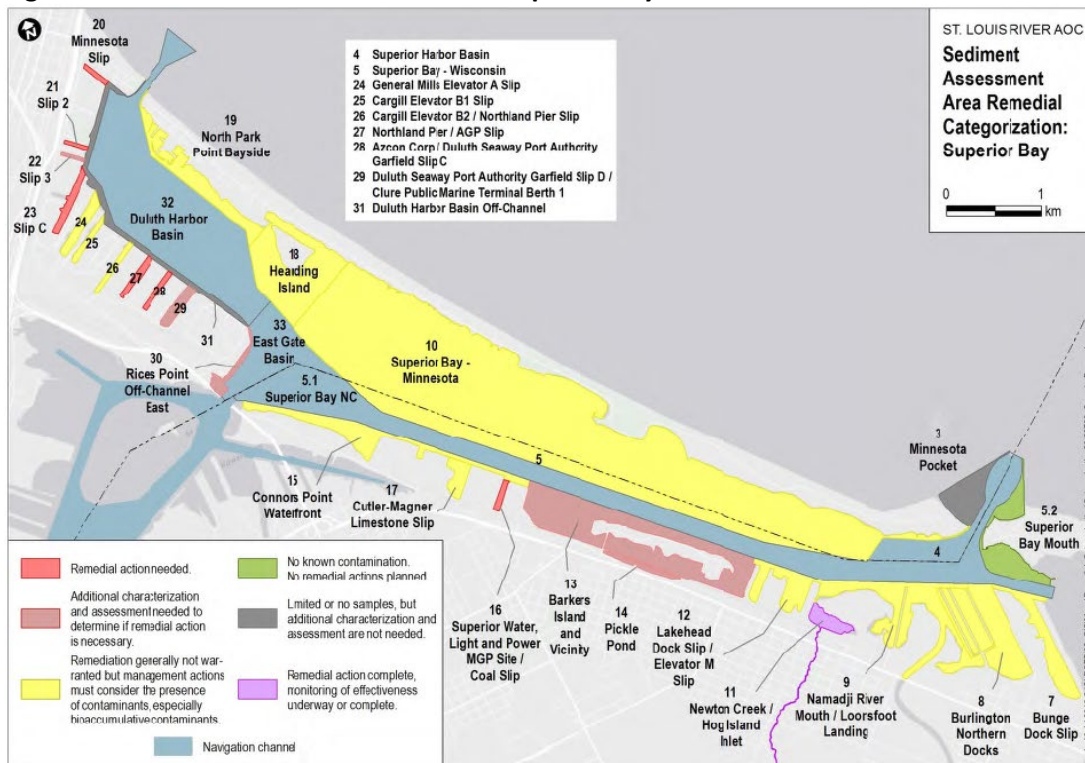 20
Minnesota
Slip
21
Slip 2
22
Slip 3
23
Slip C
19
North Park
Point Bayside
4 Superior Harbor Basin
5 Superior Bay - Wisconsin
24 General Mills Elevator A Slip
25 Cargill Elevator B1 Slip
26 Cargill Elevator B2 / Northland Pier Slip
27 Northland Pier / AGP Slip
28 Azcon Corp / Duluth Seaway Port Authority
Garfield Slip C
29 Duluth Seaway Port Authority Garfield Slip D /
Clure Public Marine Terminal Berth 1
31 Duluth Harbor Basin Off-Channel
ST. LOUIS RIVER AOC
Sediment
Assessment
Area Remedial
Categorization:
Superior Bay
0 1
km
32
Duluth Harbor
Basin
24
25
26
27
28
29
31
30
Rices Point
Off-Channel
East
18
Hearding
Island
33
East Gate
Basin
5.1
Superior Bay NC
10
Superior Bay -
Minnesota
5
3
Minnesota
Pocket
5.2
Superior
Bay Mouth
4
15
Connors Point
Waterfront
17
Cutler-Magner
Limestone Slip
16
Superior Water,
Light and Power
MGP Site /
Coal Slip
13
Barkers
Island
and
Vicinity
14
Pickle
Pond
12
Lakehead
Dock Slip /
Elevator M
Slip
11
Newton Creek /
Hog Island
Inlet
9
Namadji River
Mouth / Loorsfoot
Landing
8
Burlington
Northern
Docks
7
Bunge
Dock Slip
Remedial action needed.
Additional characterization
and assessment needed to
determine if remedial action
is necessary.
Remediation generally not war-
ranted but management actions
must consider the presence
of contaminants, especially
bioaccumulative contaminants.
No known contamination.
No remedial actions planned
Limited or no samples, but
additional characterization and
assessment are not needed.
Remedial action complete,
monitoring of effectiveness
underway or complete.
Navigation channel